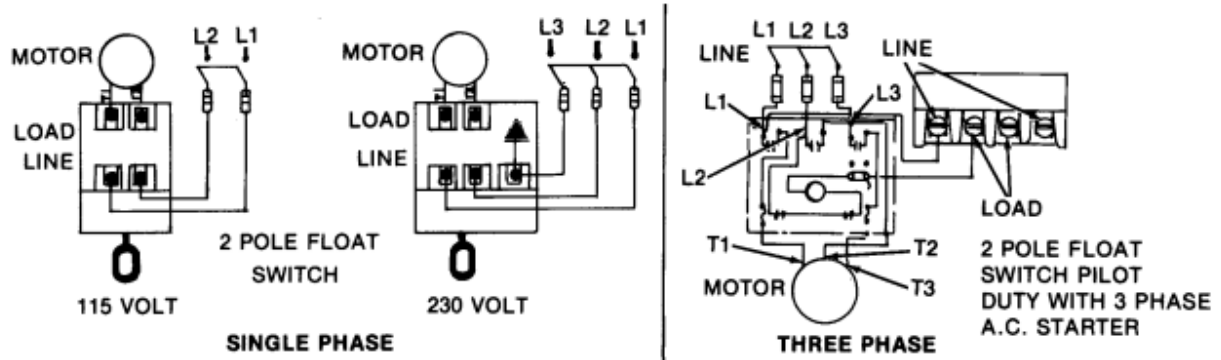 L2 L1
MOTOR
LOAD
LINE
115 VOLT
2 POLE FLOAT
SWITCH
L3 L2 L1
MOTOR
LOAD
LINE
230 VOLT
SINGLE PHASE
L1 L2 L3
LINE
L1
L3
L2
LINE
LOAD
T1
T2
MOTOR
T3
2 POLE FLOAT
SWITCH PILOT
DUTY WITH 3 PHASE
A.C. STARTER
THREE PHASE